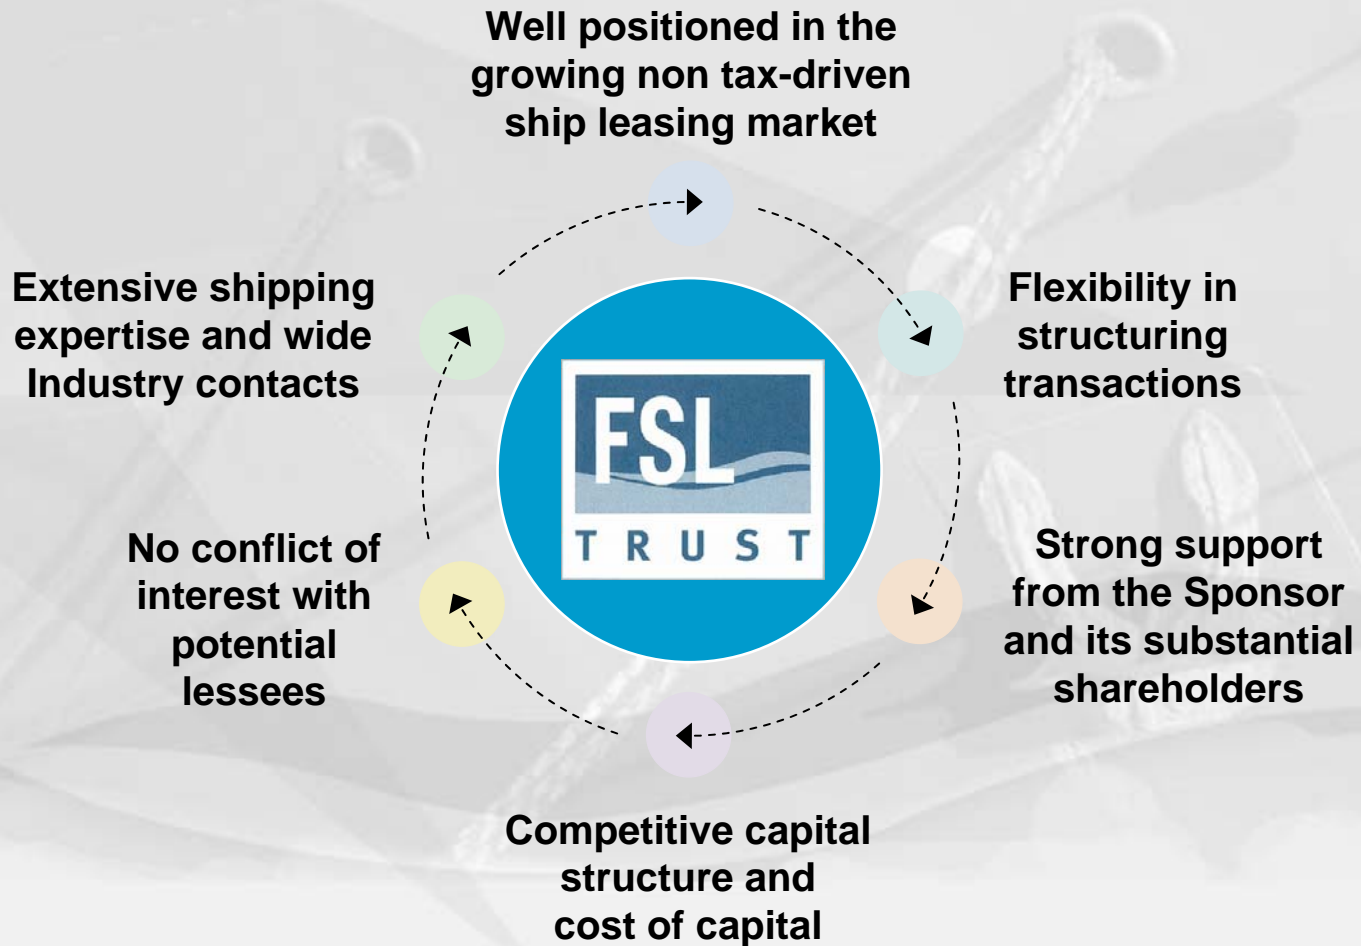 Well positioned in the
growing non tax-driven
ship leasing market
Flexibility in
structuring
transactions
Strong support
from the Sponsor
and its substantial
shareholders
Competitive capital
structure and
cost of capital
No conflict of
interest with
potential
lessees
Extensive shipping
expertise and wide
Industry contacts
FSL
TRUST